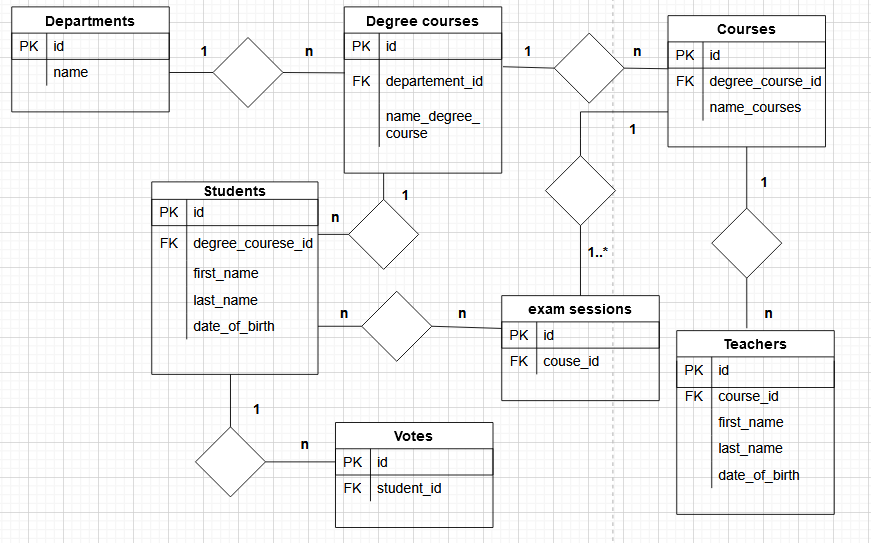 Departments
PK id
name
1
n
Degree courses
PK id
FK departement_id
name_degree_
course
1
n
Courses
PK id
FK degree_course_id
name_courses
1
1..*
1
n
Students
PK id
FK degree_courese_id
first_name
last_name
date_of_birth
n
1
n
n
exam sessions
PK id
FK couse_id
Teachers
PK id
FK course_id
first_name
last_name
date_of_birth
1
n
Votes
PK id
FK student_id